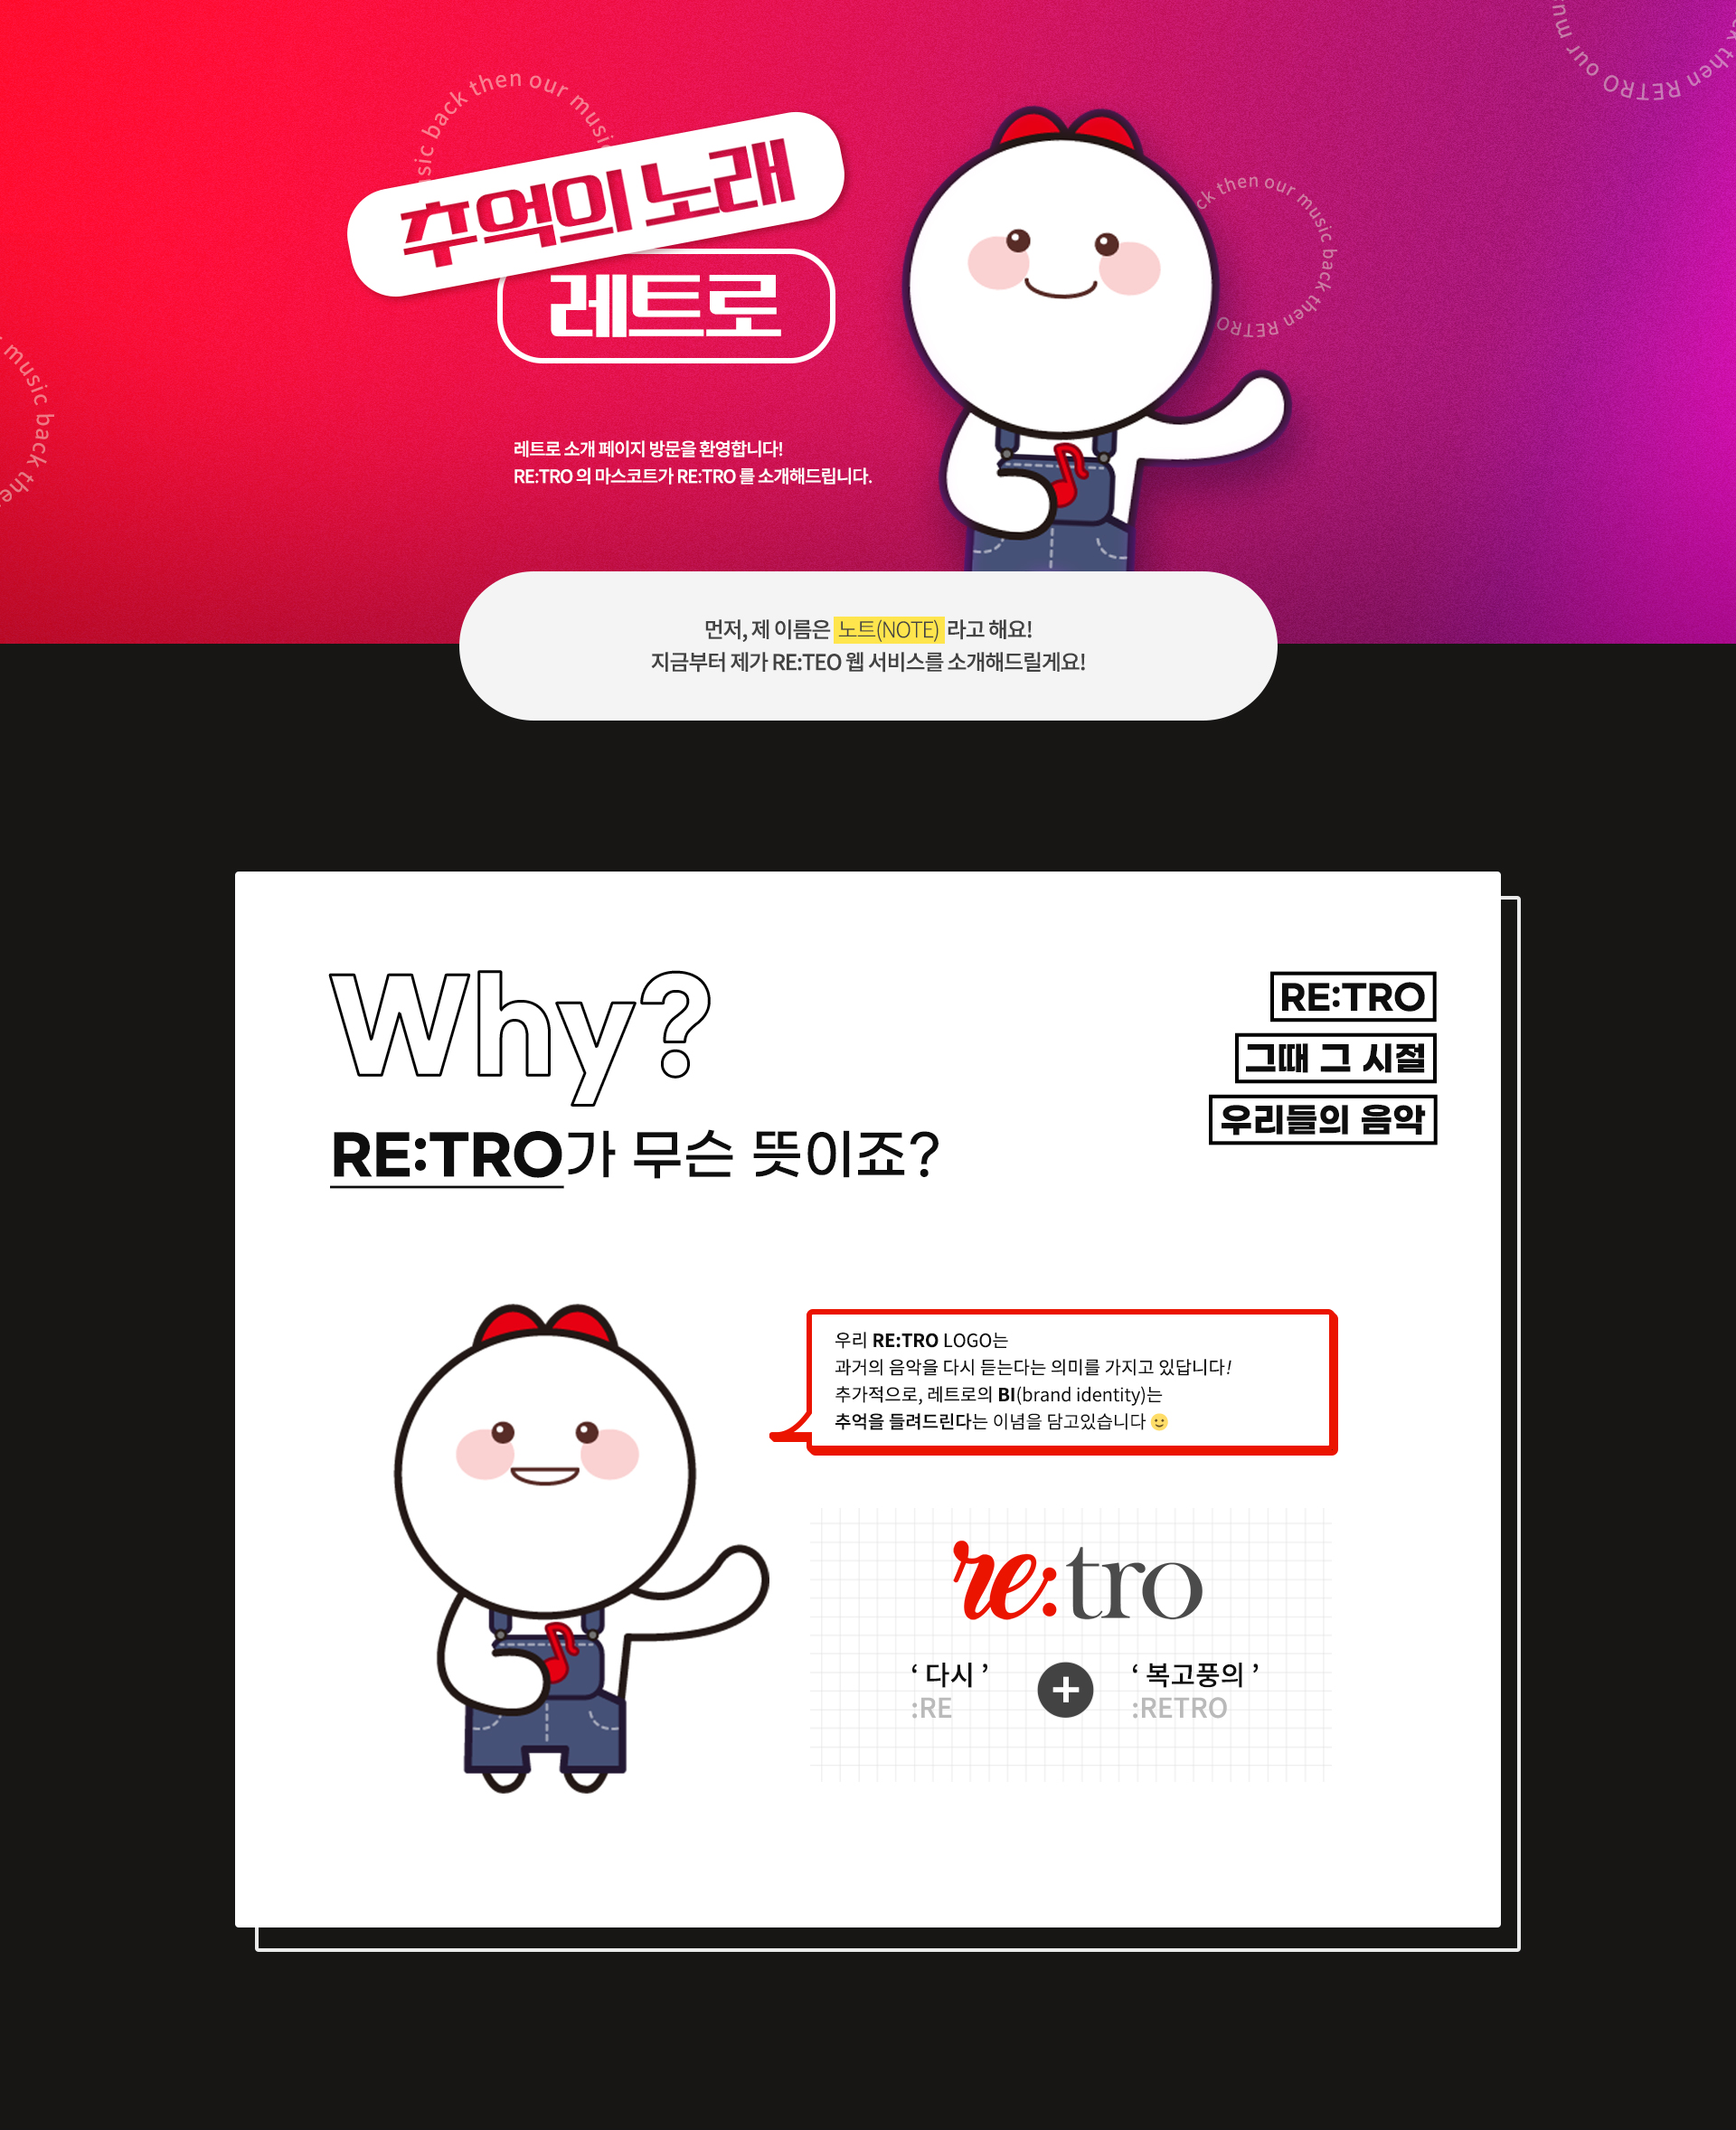 sic back then our music
추억의 노래
레트로
레트로 소개 페이지 방문을 환영합니다!
RE:TRO 의 마스코트가 RE:TRO 를 소개해드립니다.
music back the
then RETRO our mu
ck then our music back then RETRO
먼저, 제 이름은 노트(NOTE) 라고 해요!
지금부터 제가 RE:TEO 웹 서비스를 소개해드릴게요!
Why?
RE:TRO가 무슨 뜻이죠?
RE:TRO
그때 그 시절
우리들의 음악
우리 RE:TRO LOGO는
과거의 음악을 다시 듣는다는 의미를 가지고 있답니다!
추가적으로, 레트로의 BI(brand identity)는
추억을 들려드린다는 이념을 담고있습니다 🙂
re:tro
‘ 다시 ’
:RE
+
‘ 복고풍의 ’
:RETRO